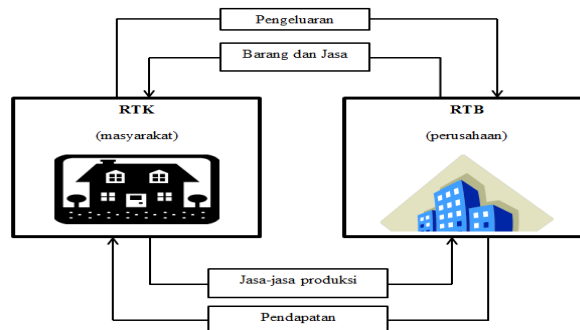 Pengeluaran
Barang dan Jasa
RTK
(masyarakat)
RTB
(perusahaan)
Jasa-jasa produksi
Pendapatan